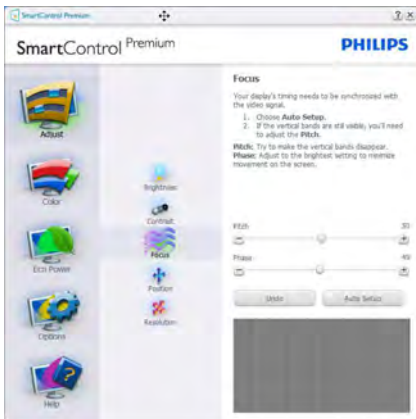 SmartControl Premium
SmartControl Premium
PHILIPS
Adjust
Color
Eco Power
Options
Help
Brightness
Contrast
Focus
Position
Resolution
Focus
Your display's timing needs to be synchronized with
the video signal.
1. Choose Auto Setup.
2. If the vertical bands are still visible, you'll need
to adjust the Pitch.
Pitch: Try to make the vertical bands disappear.
Phase: Adjust to the brightest setting to minimize
movement on the screen.
Pitch
Phase
Undo
Auto Setup